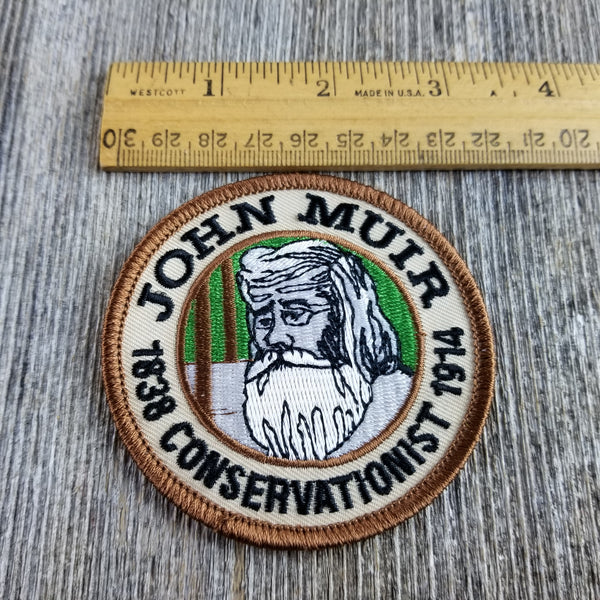 1 2 3 4
WESTCOTT MADE IN U.S.A. A
0 30 29 28 27 26 25 24 23 22 21 20
JOHN MUIR
1838 CONSERVATIONIST 1914